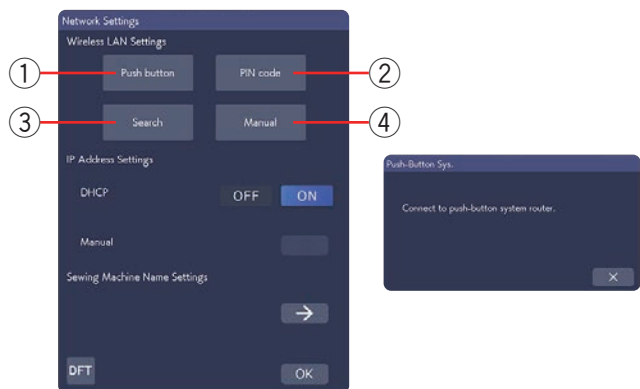 Network Settings
Wireless LAN Settings
1 Push button PIN code 2
3 Search Manual 4
IP Address Settings
DHCP OFF ON
Manual
Sewing Machine Name Settings
→
DFT OK
Push-Button Sys.
Connect to push-button system router.
×